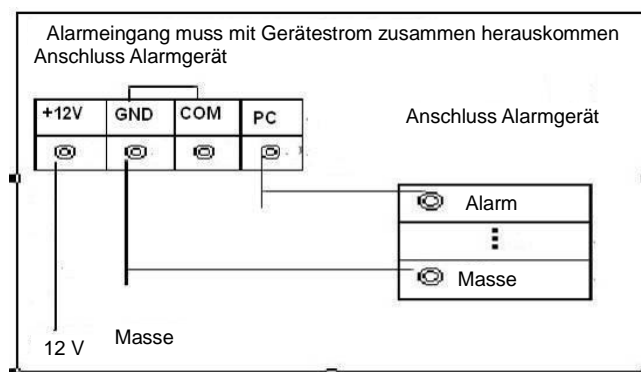 Alarmeingang muss mit Gerätestrom zusammen herauskommen
Anschluss Alarmgerät
+12V GND COM PC
Anschluss Alarmgerät
Alarm
Masse
12 V Masse